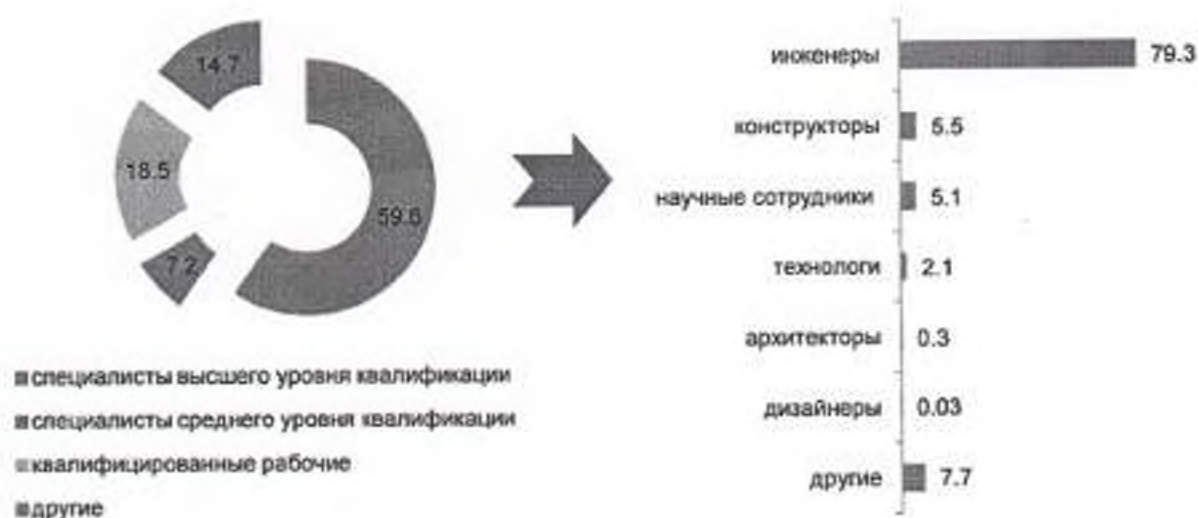 14.7
18.5
59.6
7.2
специалисты высшего уровня квалификации
специалисты среднего уровня квалификации
квалифицированные рабочие
другие
инженеры 79.3
конструкторы 5.5
научные сотрудники 5.1
технологи 2.1
архитекторы 0.3
дизайнеры 0.03
другие 7.7